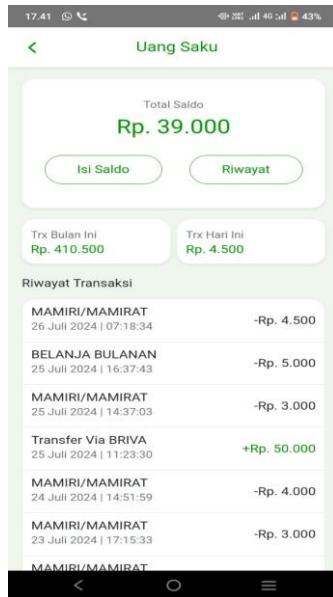 17.41 4G 43%
Uang Saku
Total Saldo
Rp. 39.000
Isi Saldo Riwayat
Trx Bulan Ini Trx Hari Ini
Rp. 410.500 Rp. 4.500
Riwayat Transaksi
MAMIRI/MAMIRAT
26 Juli 2024 | 07:18:34 -Rp. 4.500
BELANJA BULANAN
25 Juli 2024 | 16:37:43 -Rp. 5.000
MAMIRI/MAMIRAT
25 Juli 2024 | 14:37:03 -Rp. 3.000
Transfer Via BRIVA
25 Juli 2024 | 11:23:30 +Rp. 50.000
MAMIRI/MAMIRAT
24 Juli 2024 | 14:51:59 -Rp. 4.000
MAMIRI/MAMIRAT
23 Juli 2024 | 17:15:33 -Rp. 3.000
MAMIRI/MAMIRAT